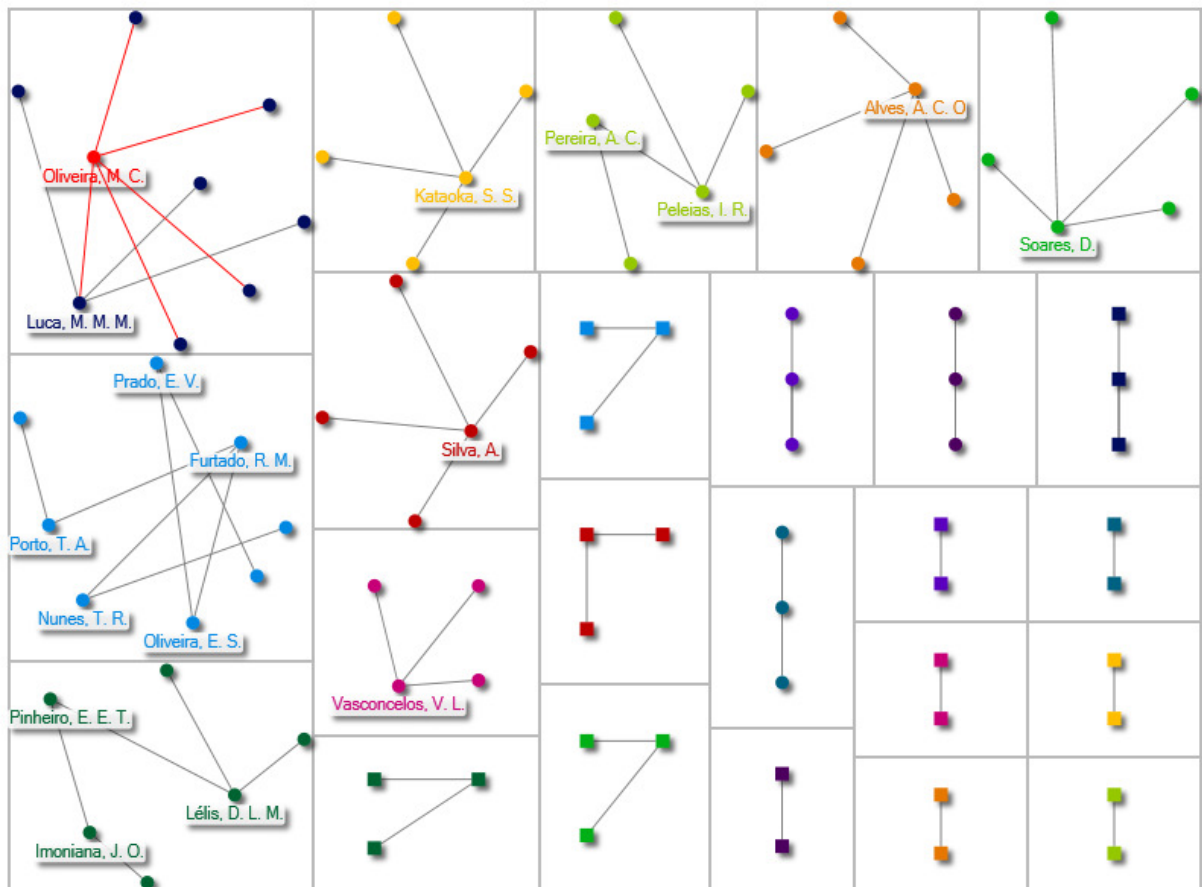 Oliveira, M. C.
Luca, M. M. M.
Kataoka, S. S.
Pereira, A. C.
Peleias, I. R.
Alves, A. C. O
Soares, D.
Prado, E. V.
Furtado, R. M.
Porto, T. A.
Nunes, T. R.
Oliveira, E. S.
Silva, A.
Vasconcelos, V. L.
Pinheiro, E. E. T.
Lélis, D. L. M.
Imoniana, J. O.